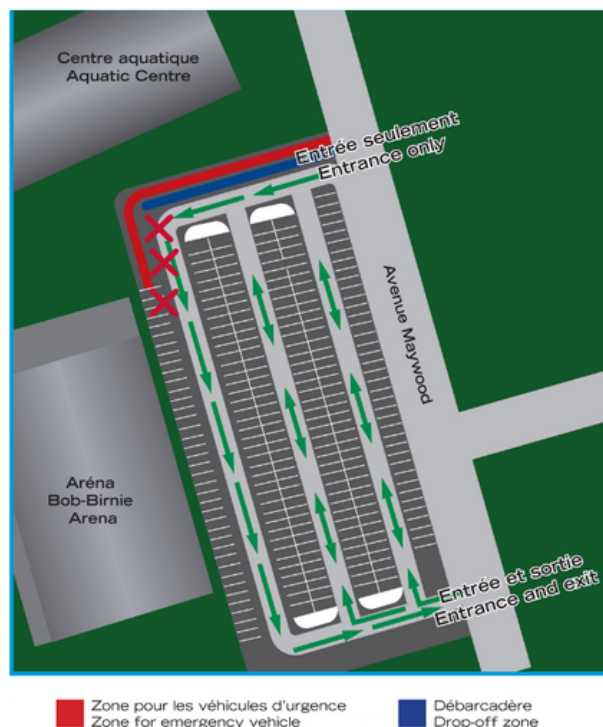 Centre aquatique
Aquatic Centre
Entrée seulement
Entrance only
Avenue Maywood
Aréna
Bob-Birnie
Arena
Entrée et sortie
Entrance and exit
Zone pour les véhicules d'urgence
Zone for emergency vehicle
Débarcadère
Drop-off zone